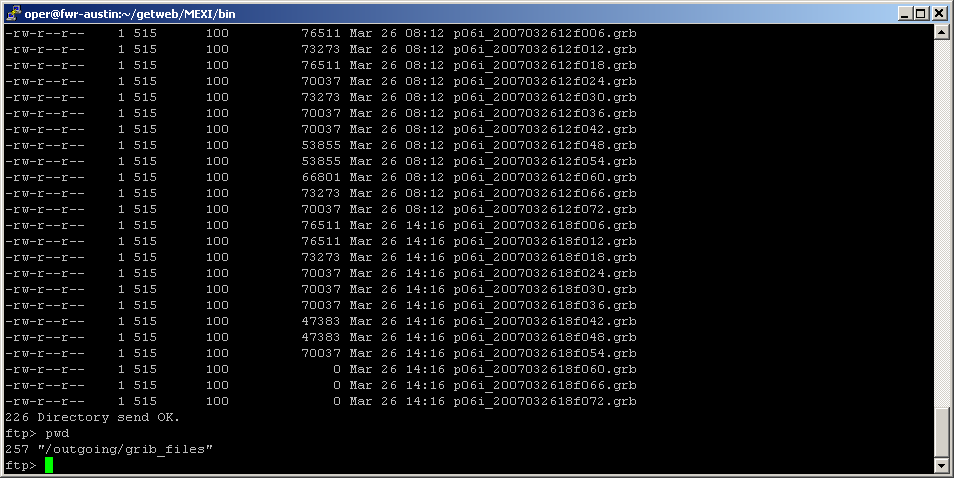 oper@fwr-austin:~/getweb/MEXI/bin
-rw-r--r-- 1 515 100 76511 Mar 26 08:12 p06i_2007032612f006.grb
-rw-r--r-- 1 515 100 73273 Mar 26 08:12 p06i_2007032612f012.grb
-rw-r--r-- 1 515 100 76511 Mar 26 08:12 p06i_2007032612f018.grb
-rw-r--r-- 1 515 100 70037 Mar 26 08:12 p06i_2007032612f024.grb
-rw-r--r-- 1 515 100 73273 Mar 26 08:12 p06i_2007032612f030.grb
-rw-r--r-- 1 515 100 70037 Mar 26 08:12 p06i_2007032612f036.grb
-rw-r--r-- 1 515 100 70037 Mar 26 08:12 p06i_2007032612f042.grb
-rw-r--r-- 1 515 100 53855 Mar 26 08:12 p06i_2007032612f048.grb
-rw-r--r-- 1 515 100 53855 Mar 26 08:12 p06i_2007032612f054.grb
-rw-r--r-- 1 515 100 66801 Mar 26 08:12 p06i_2007032612f060.grb
-rw-r--r-- 1 515 100 73273 Mar 26 08:12 p06i_2007032612f066.grb
-rw-r--r-- 1 515 100 70037 Mar 26 08:12 p06i_2007032612f072.grb
-rw-r--r-- 1 515 100 76511 Mar 26 14:16 p06i_2007032618f006.grb
-rw-r--r-- 1 515 100 76511 Mar 26 14:16 p06i_2007032618f012.grb
-rw-r--r-- 1 515 100 73273 Mar 26 14:16 p06i_2007032618f018.grb
-rw-r--r-- 1 515 100 70037 Mar 26 14:16 p06i_2007032618f024.grb
-rw-r--r-- 1 515 100 70037 Mar 26 14:16 p06i_2007032618f030.grb
-rw-r--r-- 1 515 100 70037 Mar 26 14:16 p06i_2007032618f036.grb
-rw-r--r-- 1 515 100 47383 Mar 26 14:16 p06i_2007032618f042.grb
-rw-r--r-- 1 515 100 47383 Mar 26 14:16 p06i_2007032618f048.grb
-rw-r--r-- 1 515 100 70037 Mar 26 14:16 p06i_2007032618f054.grb
-rw-r--r-- 1 515 100 0 Mar 26 14:16 p06i_2007032618f060.grb
-rw-r--r-- 1 515 100 0 Mar 26 14:16 p06i_2007032618f066.grb
-rw-r--r-- 1 515 100 0 Mar 26 14:16 p06i_2007032618f072.grb
226 Directory send OK.
ftp> pwd
257 "/outgoing/grib_files"
ftp>